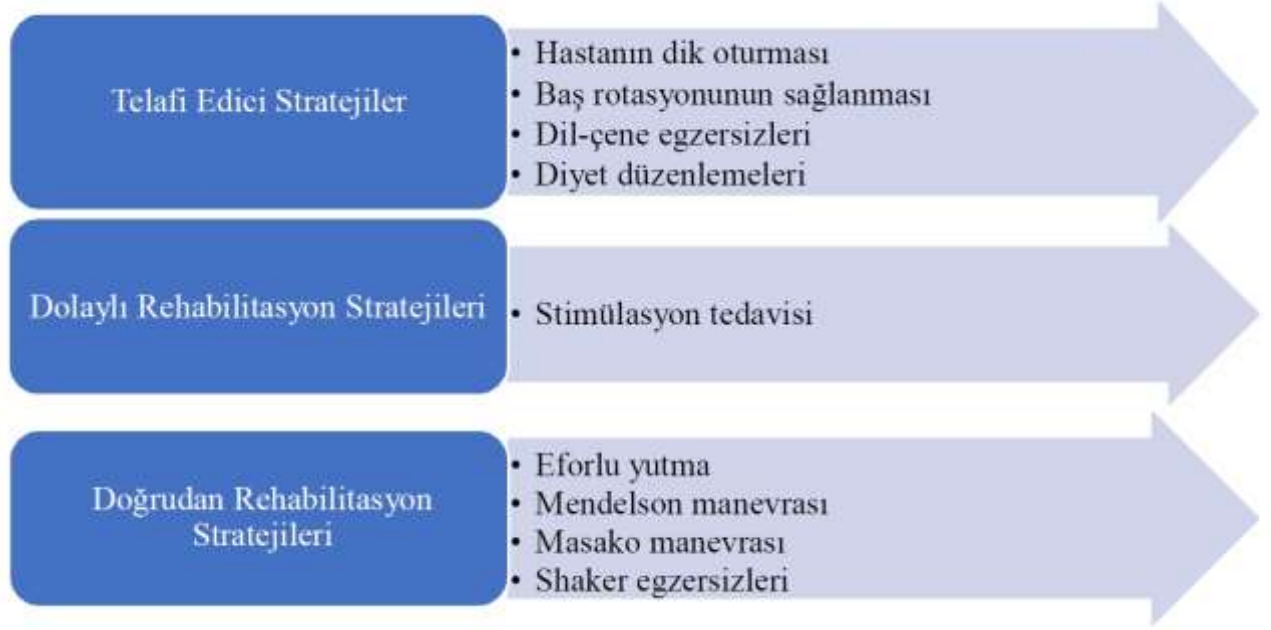 Telafi Edici Stratejiler
• Hastanın dik oturması
• Baş rotasyonunun sağlanması
• Dil-çene egzersizleri
• Diyet düzenlemeleri
Dolaylı Rehabilitasyon Stratejileri
• Stimülasyon tedavisi
Doğrudan Rehabilitasyon
Stratejileri
• Eforlu yutma
• Mendelson manevrası
• Masako manevrası
• Shaker egzersizleri